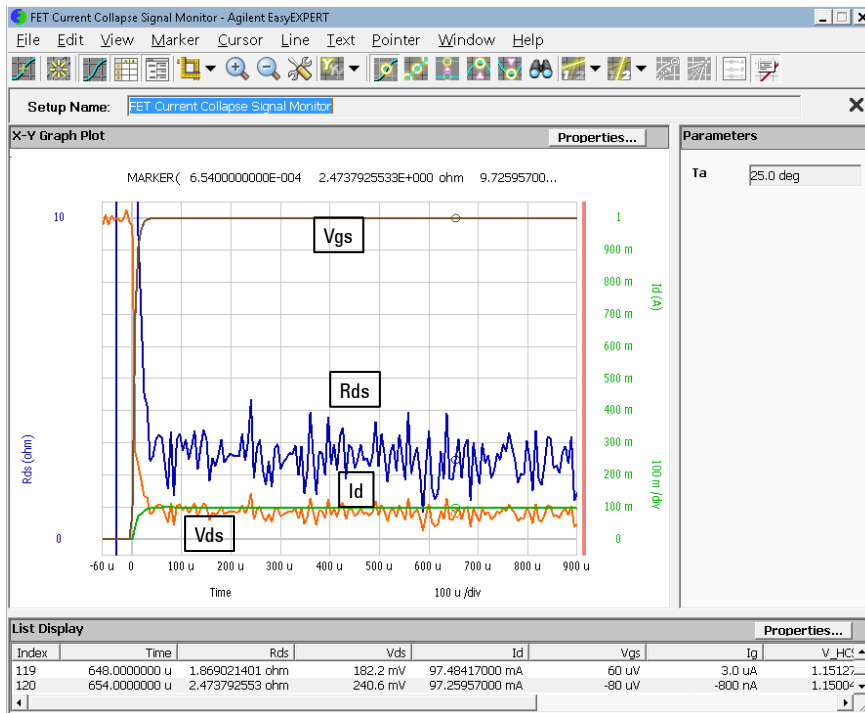 FET Current Collapse Signal Monitor - Agilent EasyEXPERT
File Edit View Marker Cursor Line Text Pointer Window Help
Setup Name: FET Current Collapse Signal Monitor
X-Y Graph Plot Properties... Parameters
MARKER( 6.5400000000E-004 2.4737925533E+000 ohm 9.72595700...
Ta 25.0 deg
10
1
900 m
800 m
700 m
600 m
500 m
400 m
300 m
200 m
100 m
0
Id (A)
100 m /div
Vgs
Rds
Id
Vds
Rds (ohm)
0
-60 u 0 100 u 200 u 300 u 400 u 500 u 600 u 700 u 800 u 900 u
Time 100 u /div
List Display Properties...
Index Time Rds Vds Id Vgs Ig V_HCS
119 648.0000000 u 1.869021401 ohm 182.2 mV 97.48417000 mA 60 uV 3.0 uA 1.15127
120 654.0000000 u 2.473792553 ohm 240.6 mV 97.25957000 mA -80 uV -800 nA 1.15004